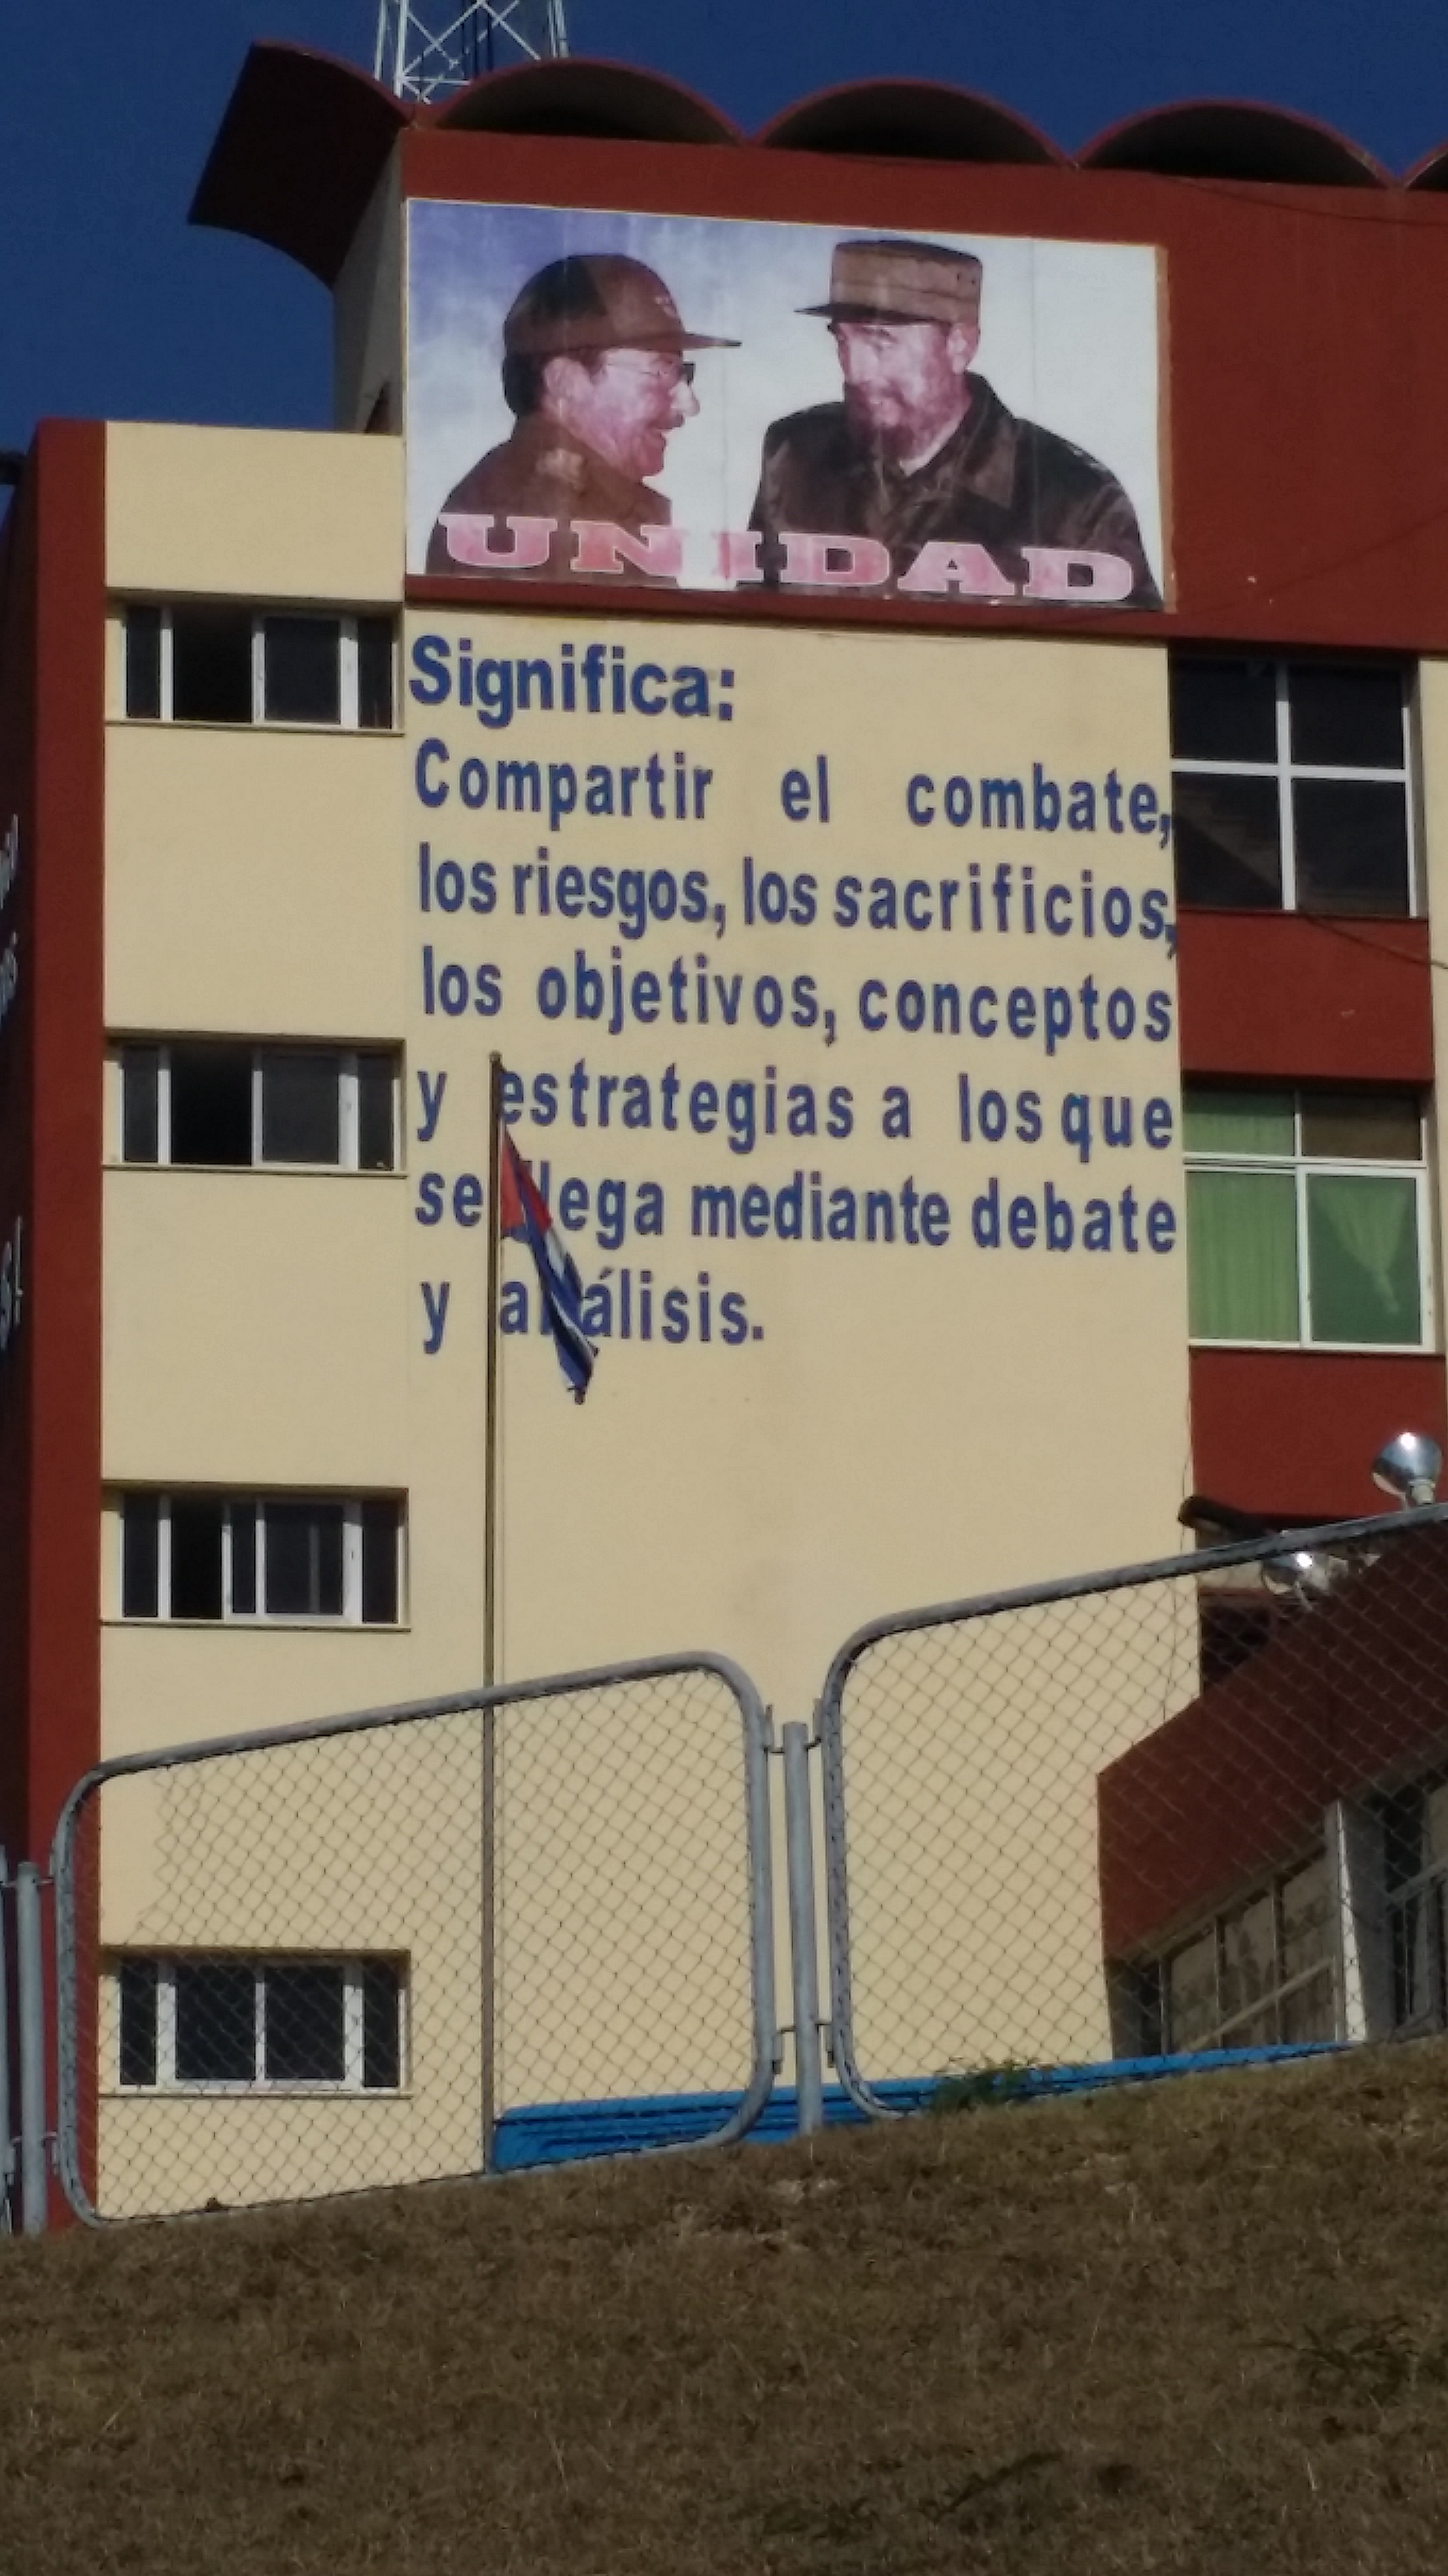 UNIDAD
Significa:
Compartir el combate,
los riesgos, los sacrificios,
los objetivos, conceptos
y estrategias a los que
se llega mediante debate
y análisis.